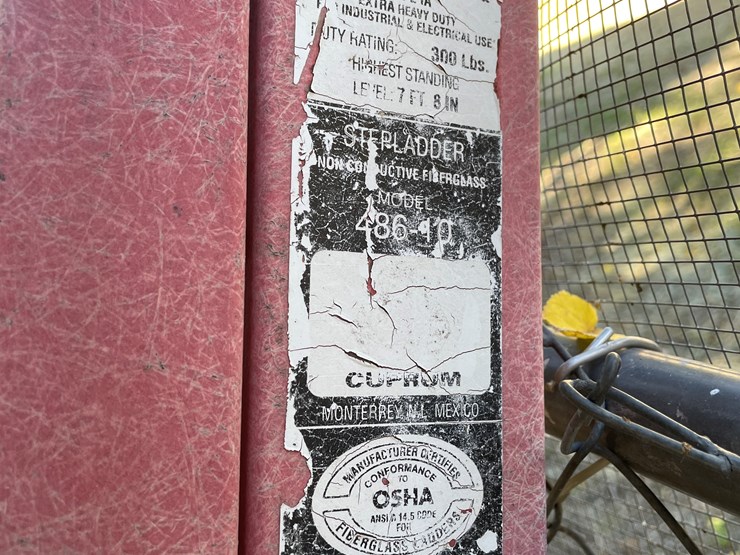 EXTRA HEAVY DUTY
INDUSTRIAL & ELECTRICAL USE
DUTY RATING: 300 Lbs.
HIGHEST STANDING
LEVEL: 7 FT 8 IN
STEPLADDER
NON CONDUCTIVE FIBERGLASS
MODEL
486-10
CUPRUM
MONTERREY N.L. MEXICO
MANUFACTURER CERTIFIES
CONFORMANCE
TO
OSHA
ANSI A 14.5 CODE
FOR
FIBERGLASS LADDERS